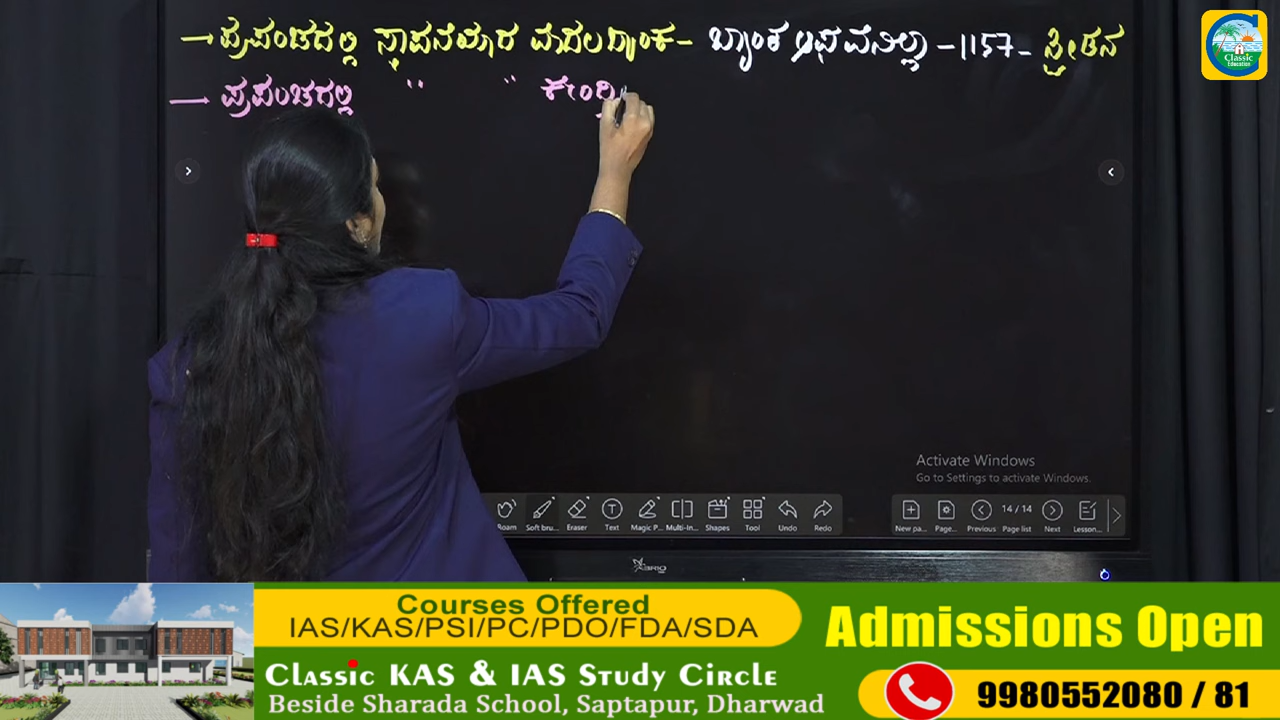 → ಪ್ರಪಂಚದಲ್ಲಿ ಸ್ಥಾಪನೆಯಾದ ಮೊದಲ ಬ್ಯಾಂಕ - ಬ್ಯಾಂಕ ಆಫ್ ವೆನಿಲ್ಲಾ - 1157 - ಸ್ವೀಡನ
→ ಪ್ರಪಂಚದಲ್ಲಿ " " ಕೇಂದ್ರಿ
Classic
Education
Activate Windows
Go to Settings to activate Windows.
Roam Soft bru... Eraser Text Magic P... Multi-In... Shapes Tool Undo Redo New pa... Page... Previous 14 / 14 Page list Next Lesson...
Courses Offered
IAS/KAS/PSI/PC/PDO/FDA/SDA
Classic KAS & IAS Study Circle
Beside Sharada School, Saptapur, Dharwad
Admissions Open
9980552080 / 81